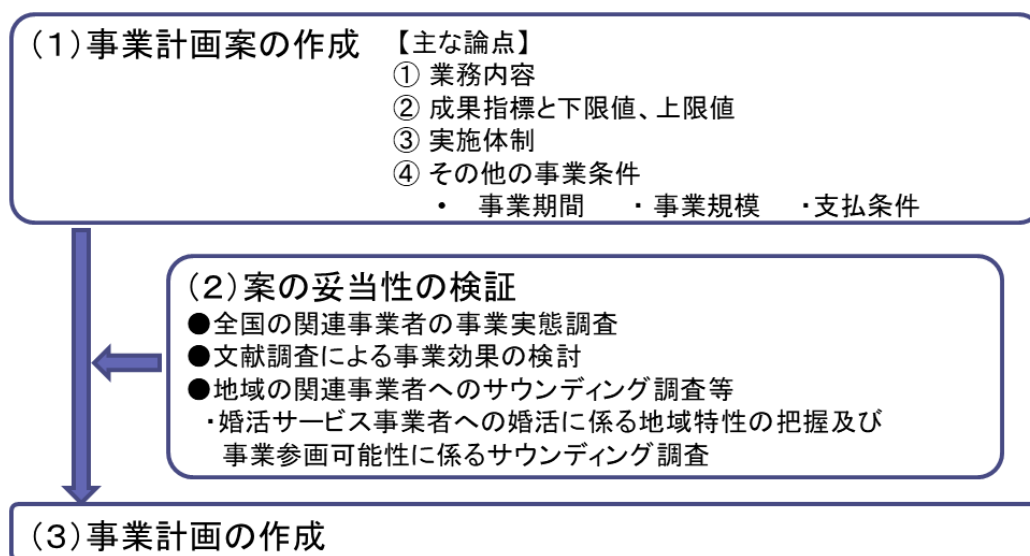 (1)事業計画案の作成 【主な論点】
① 業務内容
② 成果指標と下限値、上限値
③ 実施体制
④ その他の事業条件
・ 事業期間 ・事業規模 ・支払条件
(2)案の妥当性の検証
●全国の関連事業者の事業実態調査
●文献調査による事業効果の検討
●地域の関連事業者へのサウンディング調査等
・婚活サービス事業者への婚活に係る地域特性の把握及び
事業参画可能性に係るサウンディング調査
(3)事業計画の作成